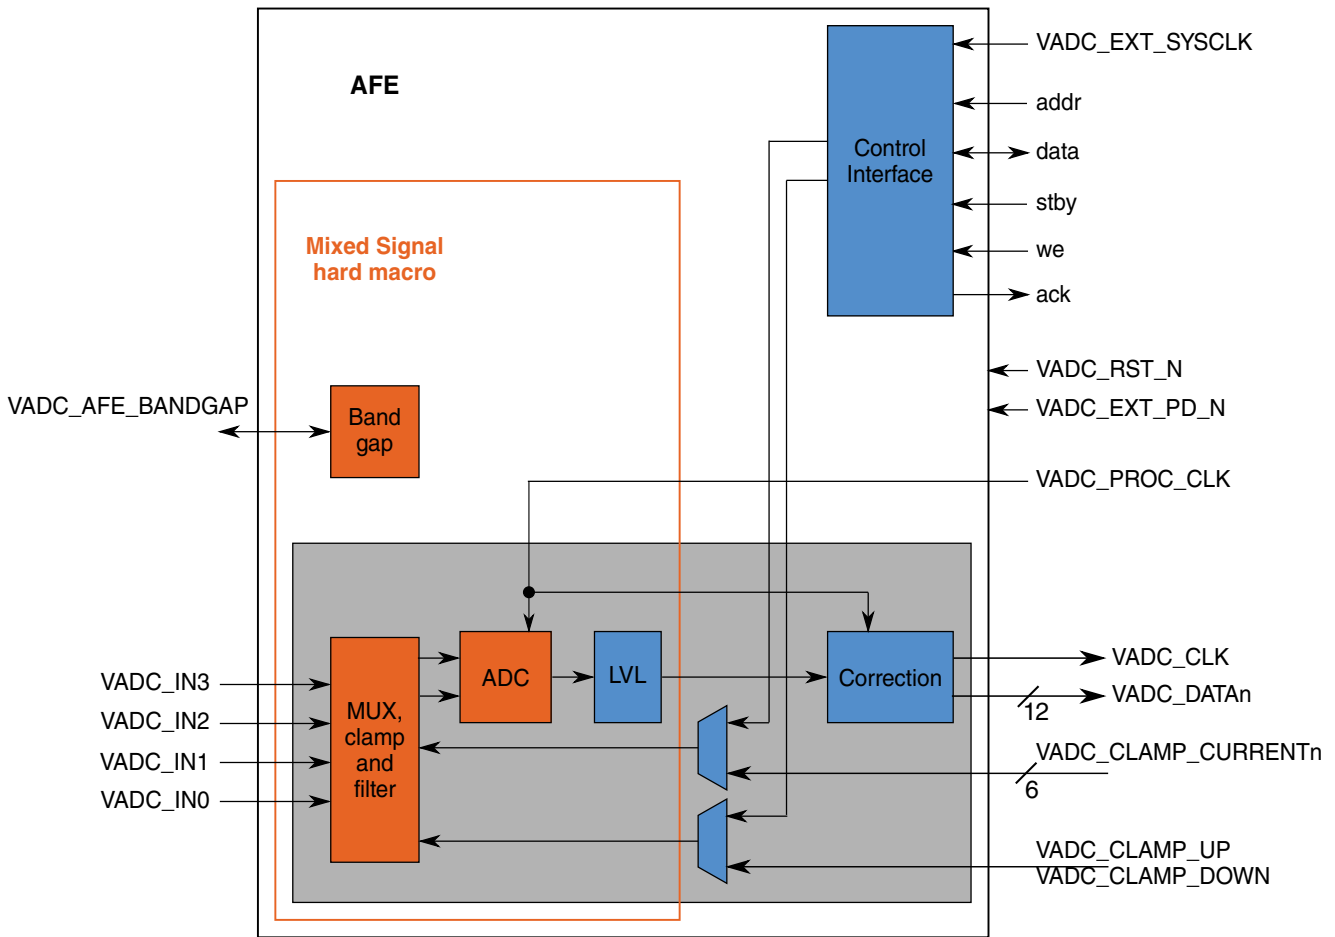 AFE
VADC_EXT_SYSCLK
addr
data
stby
we
ack
Control
Interface
Mixed Signal
hard macro
VADC_RST_N
VADC_EXT_PD_N
VADC_AFE_BANDGAP
Band
gap
VADC_PROC_CLK
VADC_IN3
VADC_IN2
VADC_IN1
VADC_IN0
MUX,
clamp
and
filter
ADC
LVL
Correction
VADC_CLK
VADC_DATAn
12
VADC_CLAMP_CURRENTn
6
VADC_CLAMP_UP
VADC_CLAMP_DOWN